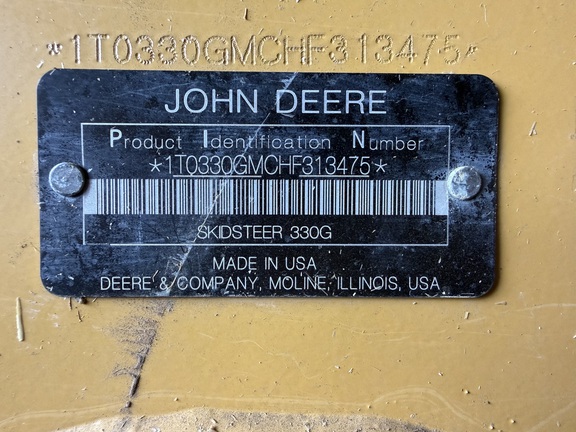 *1T0330GMCHF313475*
JOHN DEERE
Product Identification Number
*1T0330GMCHF313475*
SKIDSTEER 330G
MADE IN USA
DEERE & COMPANY, MOLINE, ILLINOIS, USA